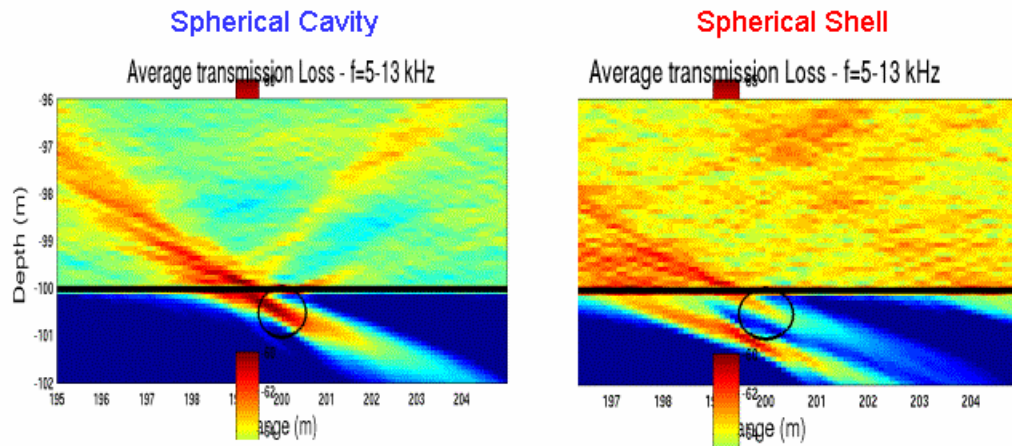 Spherical Cavity
Spherical Shell
Average transmission Loss - f=5-13 kHz
Average transmission Loss - f=5-13 kHz
-96
-97
-98
-99
-100
-101
-102
Depth (m)
195 196 197 198 201 202 203 204
197 198 200 201 202 203 204
-60
-62
-60
-62
(m)
(m)